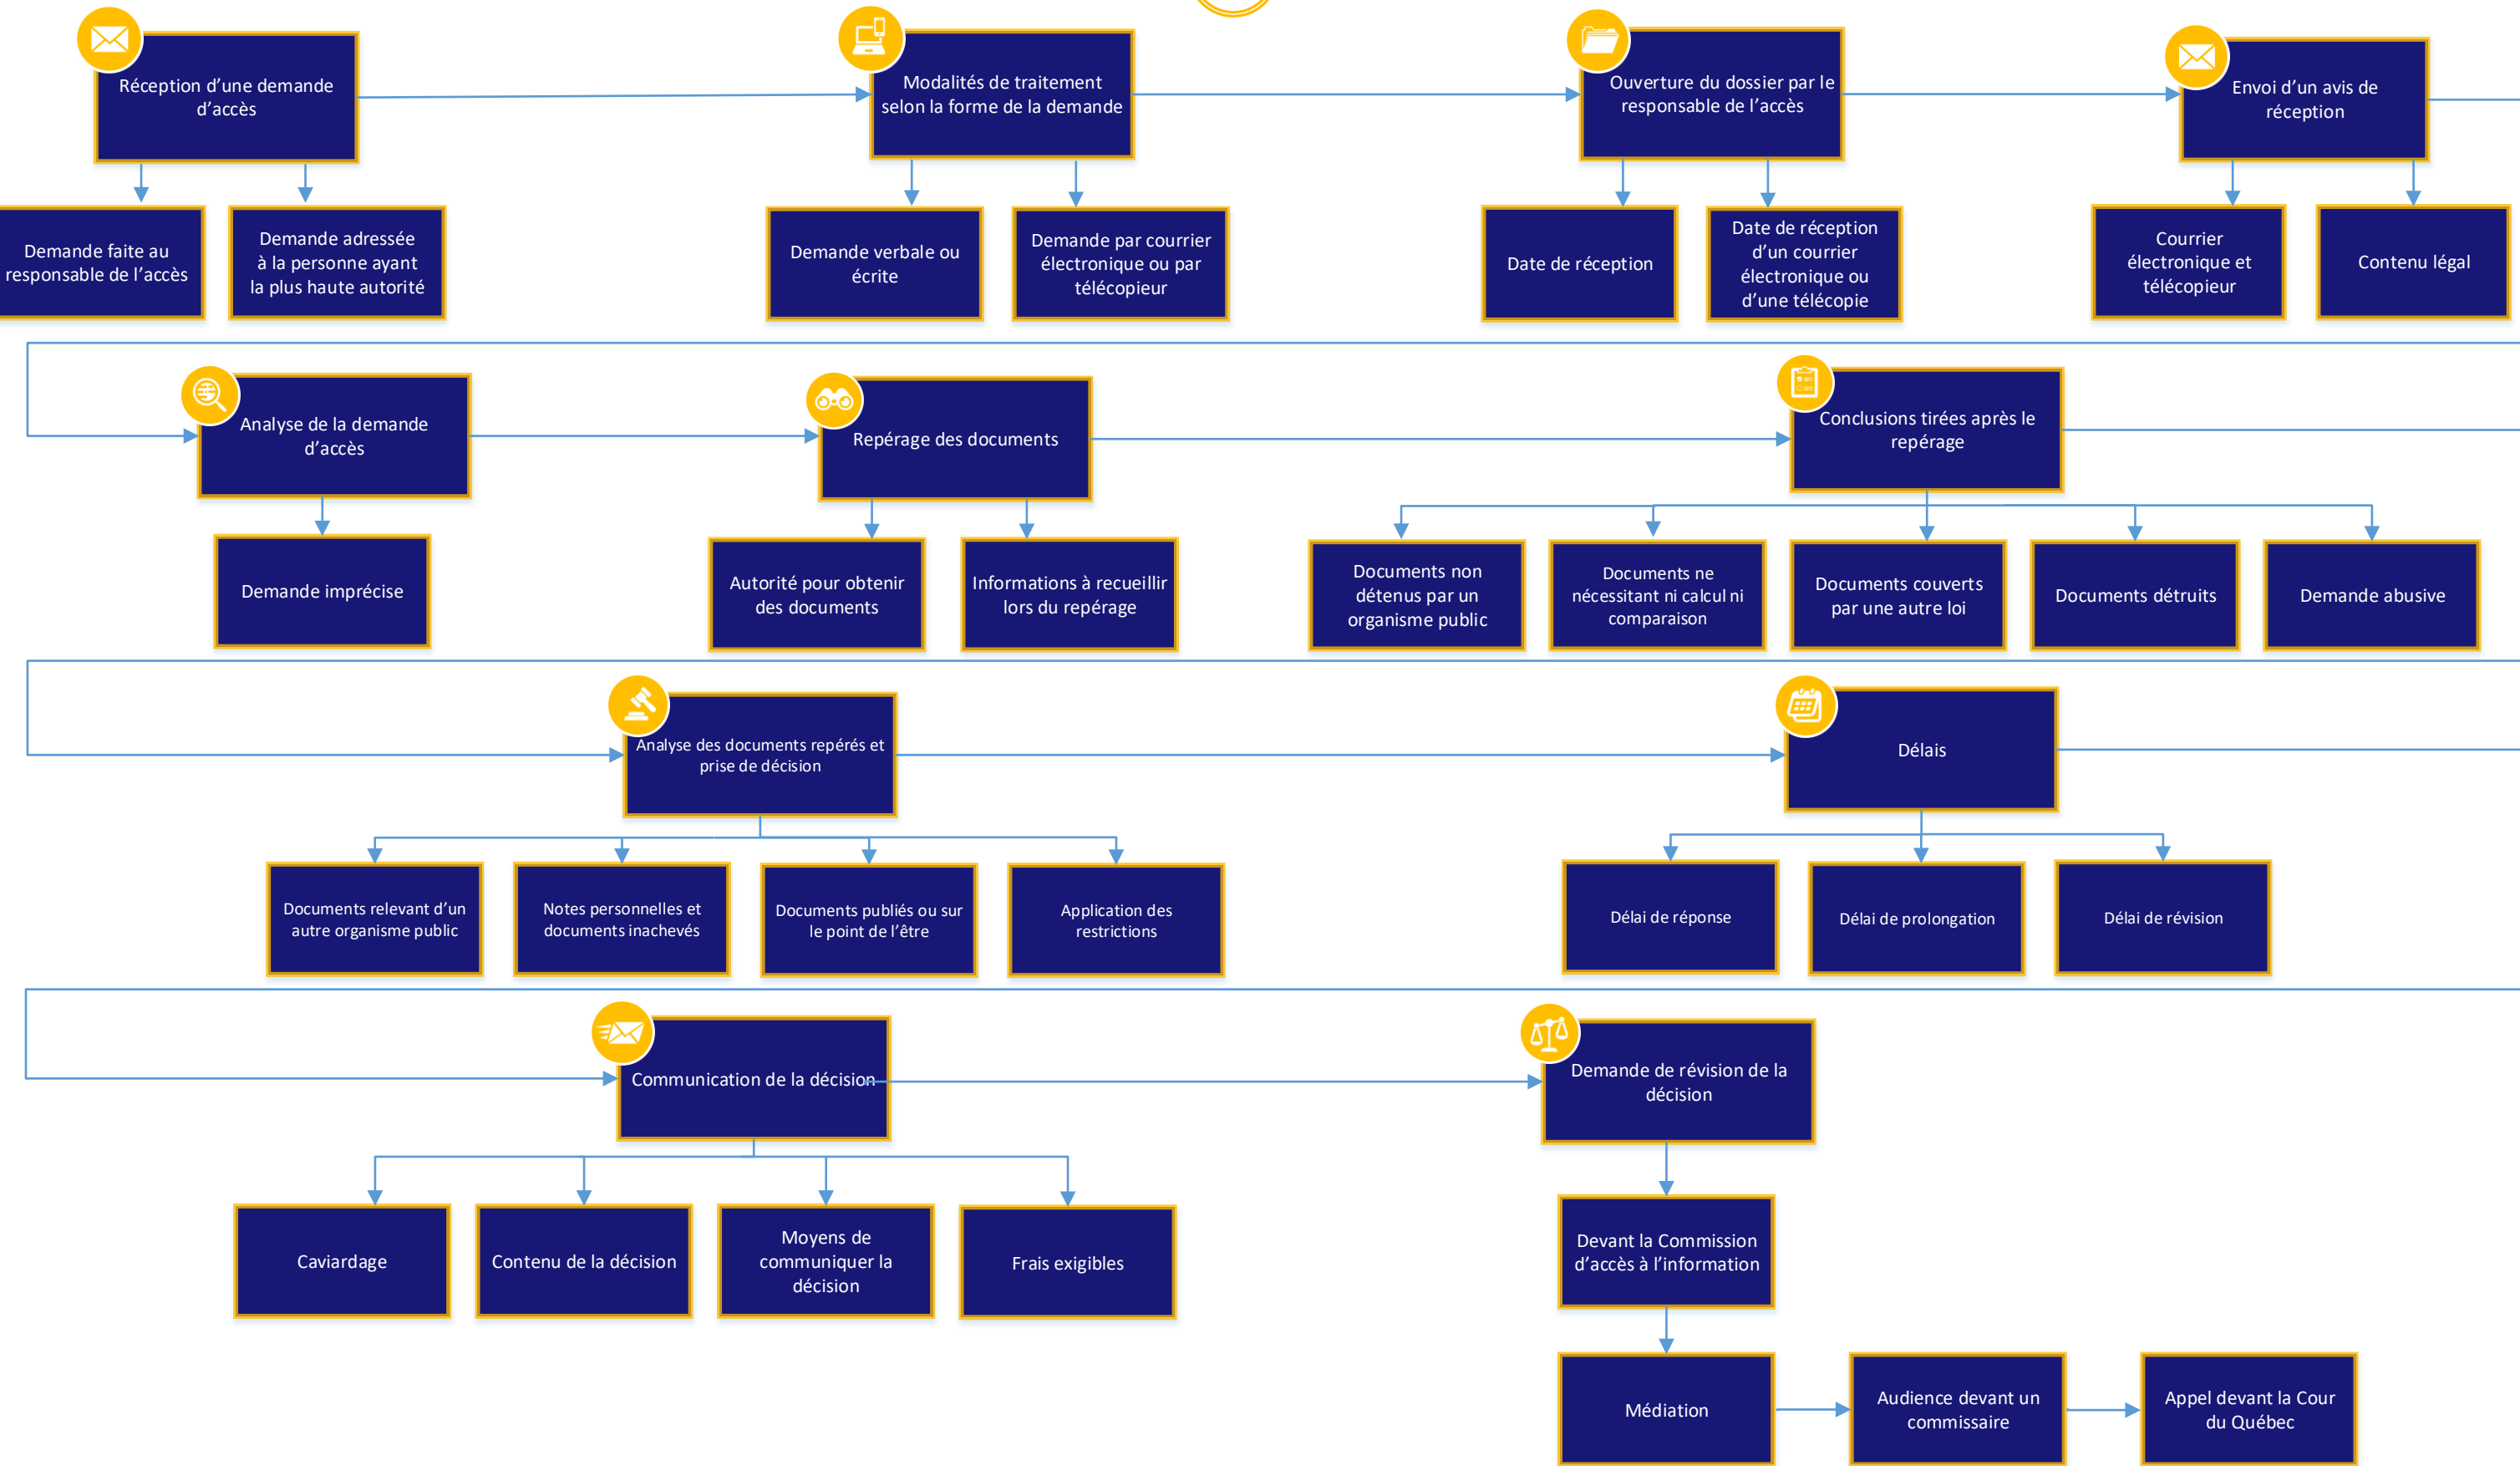 Réception d’une demande
d’accès
Modalités de traitement
selon la forme de la demande
Ouverture du dossier par le
responsable de l’accès
Envoi d’un avis de
réception
Demande faite au
responsable de l’accès
Demande adressée
à la personne ayant
la plus haute autorité
Demande verbale ou
écrite
Demande par courrier
électronique ou par
télécopieur
Date de réception
Date de réception
d’un courrier
électronique ou
d’une télécopie
Courrier
électronique et
télécopieur
Contenu légal
Analyse de la demande
d’accès
Repérage des documents
Conclusions tirées après le
repérage
Demande imprécise
Autorité pour obtenir
des documents
Informations à recueillir
lors du repérage
Documents non
détenus par un
organisme public
Documents ne
nécessitant ni calcul ni
comparaison
Documents couverts
par une autre loi
Documents détruits
Demande abusive
Analyse des documents repérés et
prise de décision
Délais
Documents relevant d’un
autre organisme public
Notes personnelles et
documents inachevés
Documents publiés ou sur
le point de l’être
Application des
restrictions
Délai de réponse
Délai de prolongation
Délai de révision
Communication de la décision
Demande de révision de la
décision
Caviardage
Contenu de la décision
Moyens de
communiquer la
décision
Frais exigibles
Devant la Commission
d’accès à l’information
Médiation
Audience devant un
commissaire
Appel devant la Cour
du Québec